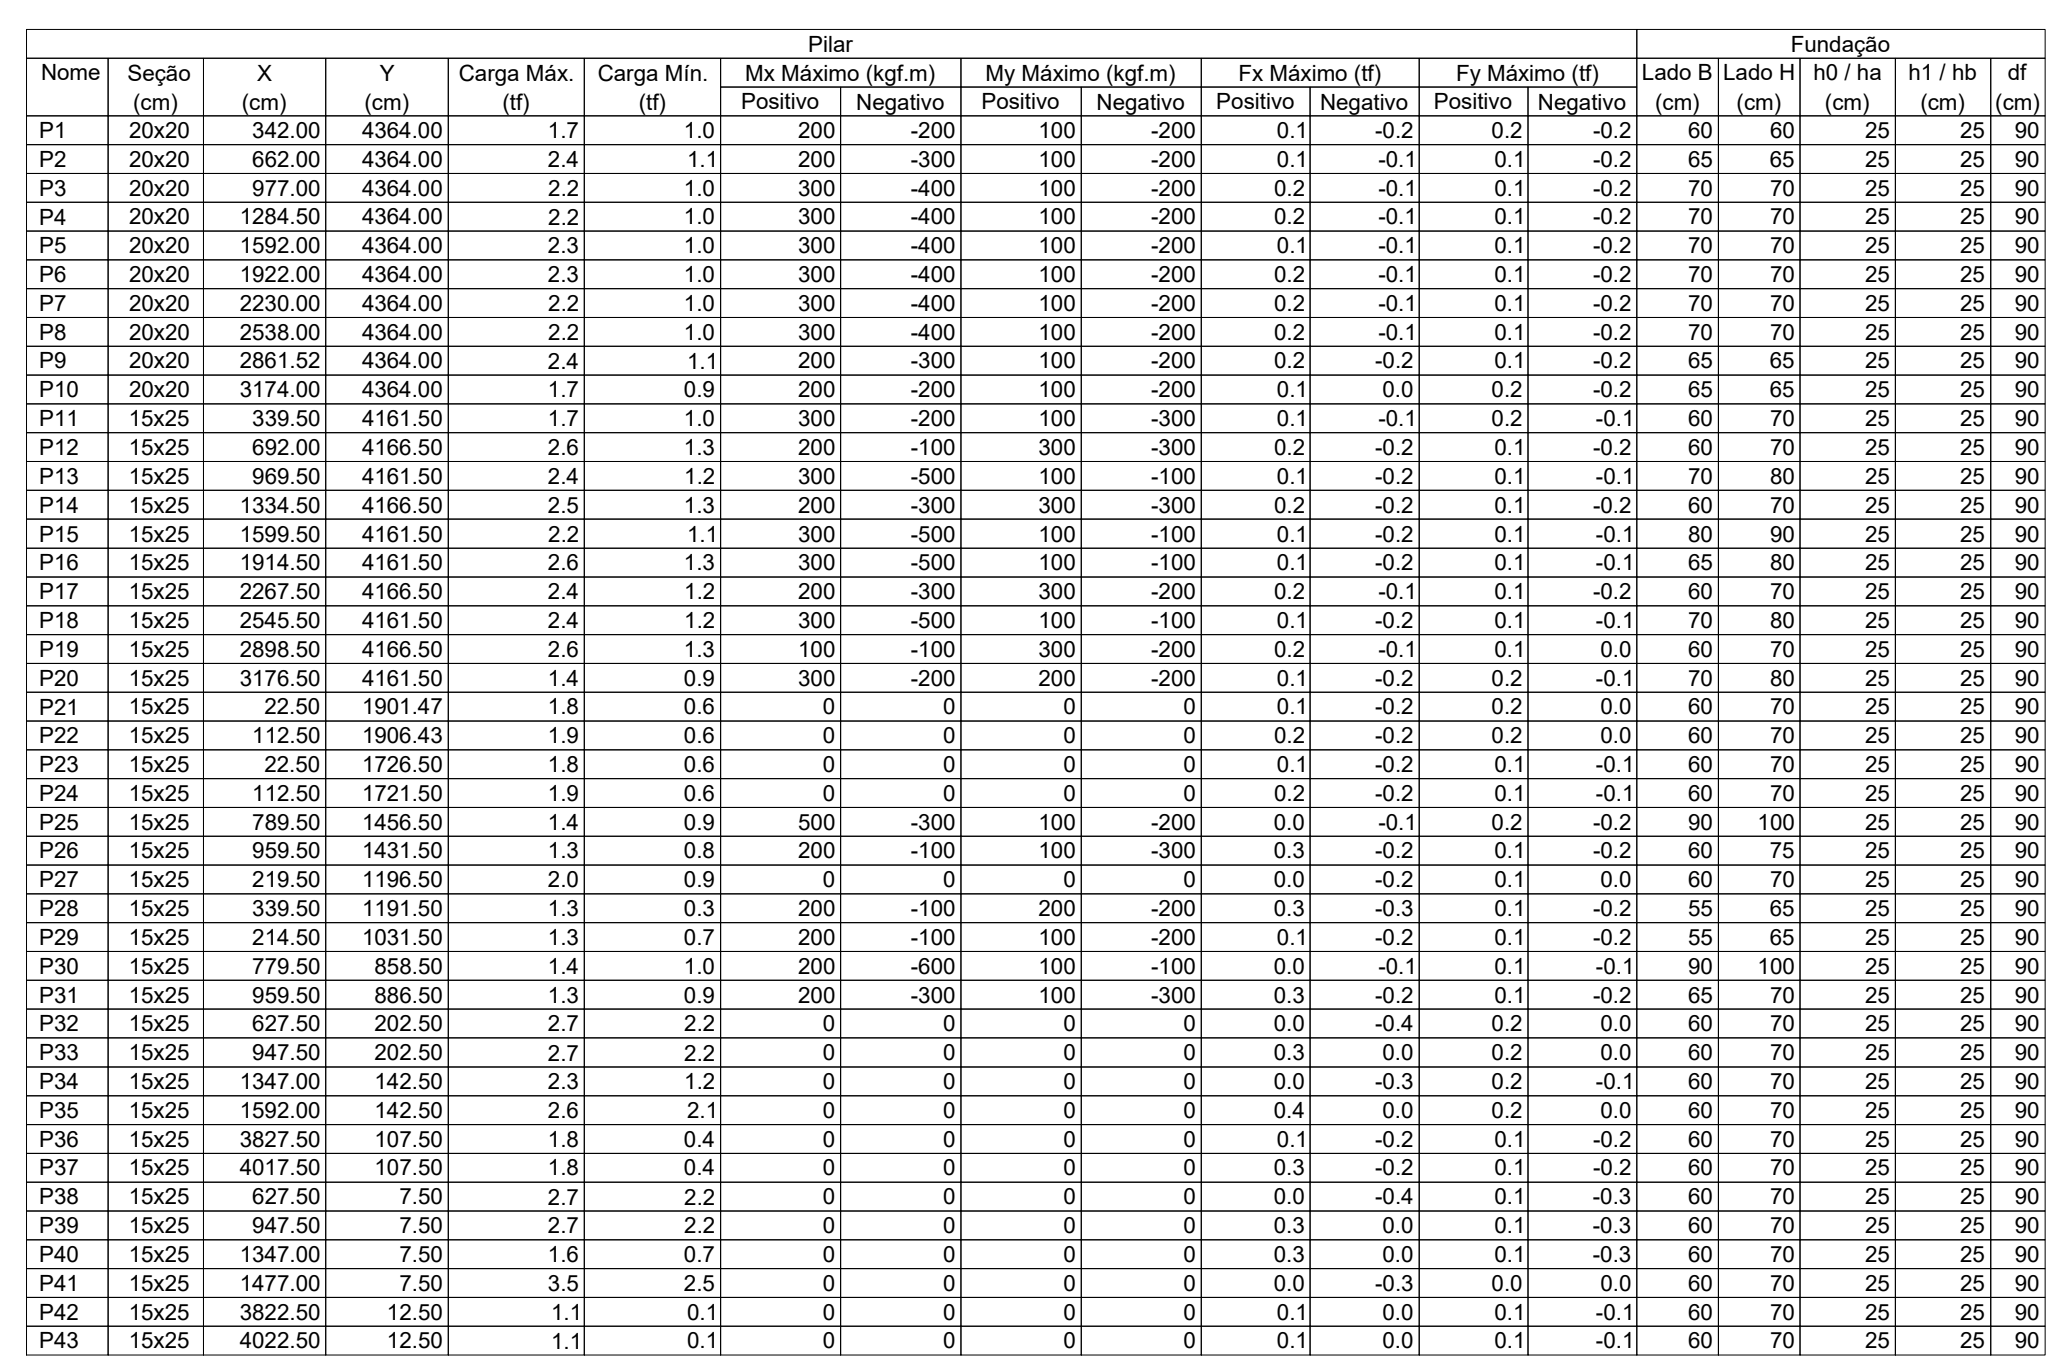 Pilar Fundação
Nome Seção X Y Carga Máx. Carga Mín. Mx Máximo (kgf.m) My Máximo (kgf.m) Fx Máximo (tf) Fy Máximo (tf) Lado B Lado H h0 / ha h1 / hb df
(cm) (cm) (cm) (tf) (tf) Positivo Negativo Positivo Negativo Positivo Negativo Positivo Negativo (cm) (cm) (cm) (cm) (cm)
P1 20x20 342.00 4364.00 1.7 1.0 200 -200 100 -200 0.1 -0.2 0.2 -0.2 60 60 25 25 90
P2 20x20 662.00 4364.00 2.4 1.1 200 -300 100 -200 0.1 -0.1 0.1 -0.2 65 65 25 25 90
P3 20x20 977.00 4364.00 2.2 1.0 300 -400 100 -200 0.2 -0.1 0.1 -0.2 70 70 25 25 90
P4 20x20 1284.50 4364.00 2.2 1.0 300 -400 100 -200 0.2 -0.1 0.1 -0.2 70 70 25 25 90
P5 20x20 1592.00 4364.00 2.3 1.0 300 -400 100 -200 0.1 -0.1 0.1 -0.2 70 70 25 25 90
P6 20x20 1922.00 4364.00 2.3 1.0 300 -400 100 -200 0.2 -0.1 0.1 -0.2 70 70 25 25 90
P7 20x20 2230.00 4364.00 2.2 1.0 300 -400 100 -200 0.2 -0.1 0.1 -0.2 70 70 25 25 90
P8 20x20 2538.00 4364.00 2.2 1.0 300 -400 100 -200 0.2 -0.1 0.1 -0.2 70 70 25 25 90
P9 20x20 2861.52 4364.00 2.4 1.1 200 -300 100 -200 0.2 -0.2 0.1 -0.2 65 65 25 25 90
P10 20x20 3174.00 4364.00 1.7 0.9 200 -200 100 -200 0.1 0.0 0.2 -0.2 65 65 25 25 90
P11 15x25 339.50 4161.50 1.7 1.0 300 -200 100 -300 0.1 -0.1 0.2 -0.1 60 70 25 25 90
P12 15x25 692.00 4166.50 2.6 1.3 200 -100 300 -300 0.2 -0.2 0.1 -0.2 60 70 25 25 90
P13 15x25 969.50 4161.50 2.4 1.2 300 -500 100 -100 0.1 -0.2 0.1 -0.1 70 80 25 25 90
P14 15x25 1334.50 4166.50 2.5 1.3 200 -300 300 -300 0.2 -0.2 0.1 -0.2 60 70 25 25 90
P15 15x25 1599.50 4161.50 2.2 1.1 300 -500 100 -100 0.1 -0.2 0.1 -0.1 80 90 25 25 90
P16 15x25 1914.50 4161.50 2.6 1.3 300 -500 100 -100 0.1 -0.2 0.1 -0.1 65 80 25 25 90
P17 15x25 2267.50 4166.50 2.4 1.2 200 -300 300 -200 0.2 -0.1 0.1 -0.2 60 70 25 25 90
P18 15x25 2545.50 4161.50 2.4 1.2 300 -500 100 -100 0.1 -0.2 0.1 -0.1 70 80 25 25 90
P19 15x25 2898.50 4166.50 2.6 1.3 100 -100 300 -200 0.2 -0.1 0.1 0.0 60 70 25 25 90
P20 15x25 3176.50 4161.50 1.4 0.9 300 -200 200 -200 0.1 -0.2 0.2 -0.1 70 80 25 25 90
P21 15x25 22.50 1901.47 1.8 0.6 0 0 0 0 0.1 -0.2 0.2 0.0 60 70 25 25 90
P22 15x25 112.50 1906.43 1.9 0.6 0 0 0 0 0.2 -0.2 0.2 0.0 60 70 25 25 90
P23 15x25 22.50 1726.50 1.8 0.6 0 0 0 0 0.1 -0.2 0.1 -0.1 60 70 25 25 90
P24 15x25 112.50 1721.50 1.9 0.6 0 0 0 0 0.2 -0.2 0.1 -0.1 60 70 25 25 90
P25 15x25 789.50 1456.50 1.4 0.9 500 -300 100 -200 0.0 -0.1 0.2 -0.2 90 100 25 25 90
P26 15x25 959.50 1431.50 1.3 0.8 200 -100 100 -300 0.3 -0.2 0.1 -0.2 60 75 25 25 90
P27 15x25 219.50 1196.50 2.0 0.9 0 0 0 0 0.0 -0.2 0.1 0.0 60 70 25 25 90
P28 15x25 339.50 1191.50 1.3 0.3 200 -100 200 -200 0.3 -0.3 0.1 -0.2 55 65 25 25 90
P29 15x25 214.50 1031.50 1.3 0.7 200 -100 100 -200 0.1 -0.2 0.1 -0.2 55 65 25 25 90
P30 15x25 779.50 858.50 1.4 1.0 200 -600 100 -100 0.0 -0.1 0.1 -0.1 90 100 25 25 90
P31 15x25 959.50 886.50 1.3 0.9 200 -300 100 -300 0.3 -0.2 0.1 -0.2 65 70 25 25 90
P32 15x25 627.50 202.50 2.7 2.2 0 0 0 0 0.0 -0.4 0.2 0.0 60 70 25 25 90
P33 15x25 947.50 202.50 2.7 2.2 0 0 0 0 0.3 0.0 0.2 0.0 60 70 25 25 90
P34 15x25 1347.00 142.50 2.3 1.2 0 0 0 0 0.0 -0.3 0.2 -0.1 60 70 25 25 90
P35 15x25 1592.00 142.50 2.6 2.1 0 0 0 0 0.4 0.0 0.2 0.0 60 70 25 25 90
P36 15x25 3827.50 107.50 1.8 0.4 0 0 0 0 0.1 -0.2 0.1 -0.2 60 70 25 25 90
P37 15x25 4017.50 107.50 1.8 0.4 0 0 0 0 0.3 -0.2 0.1 -0.2 60 70 25 25 90
P38 15x25 627.50 7.50 2.7 2.2 0 0 0 0 0.0 -0.4 0.1 -0.3 60 70 25 25 90
P39 15x25 947.50 7.50 2.7 2.2 0 0 0 0 0.3 0.0 0.1 -0.3 60 70 25 25 90
P40 15x25 1347.00 7.50 1.6 0.7 0 0 0 0 0.3 0.0 0.1 -0.3 60 70 25 25 90
P41 15x25 1477.00 7.50 3.5 2.5 0 0 0 0 0.0 -0.3 0.0 0.0 60 70 25 25 90
P42 15x25 3822.50 12.50 1.1 0.1 0 0 0 0 0.1 0.0 0.1 -0.1 60 70 25 25 90
P43 15x25 4022.50 12.50 1.1 0.1 0 0 0 0 0.1 0.0 0.1 -0.1 60 70 25 25 90